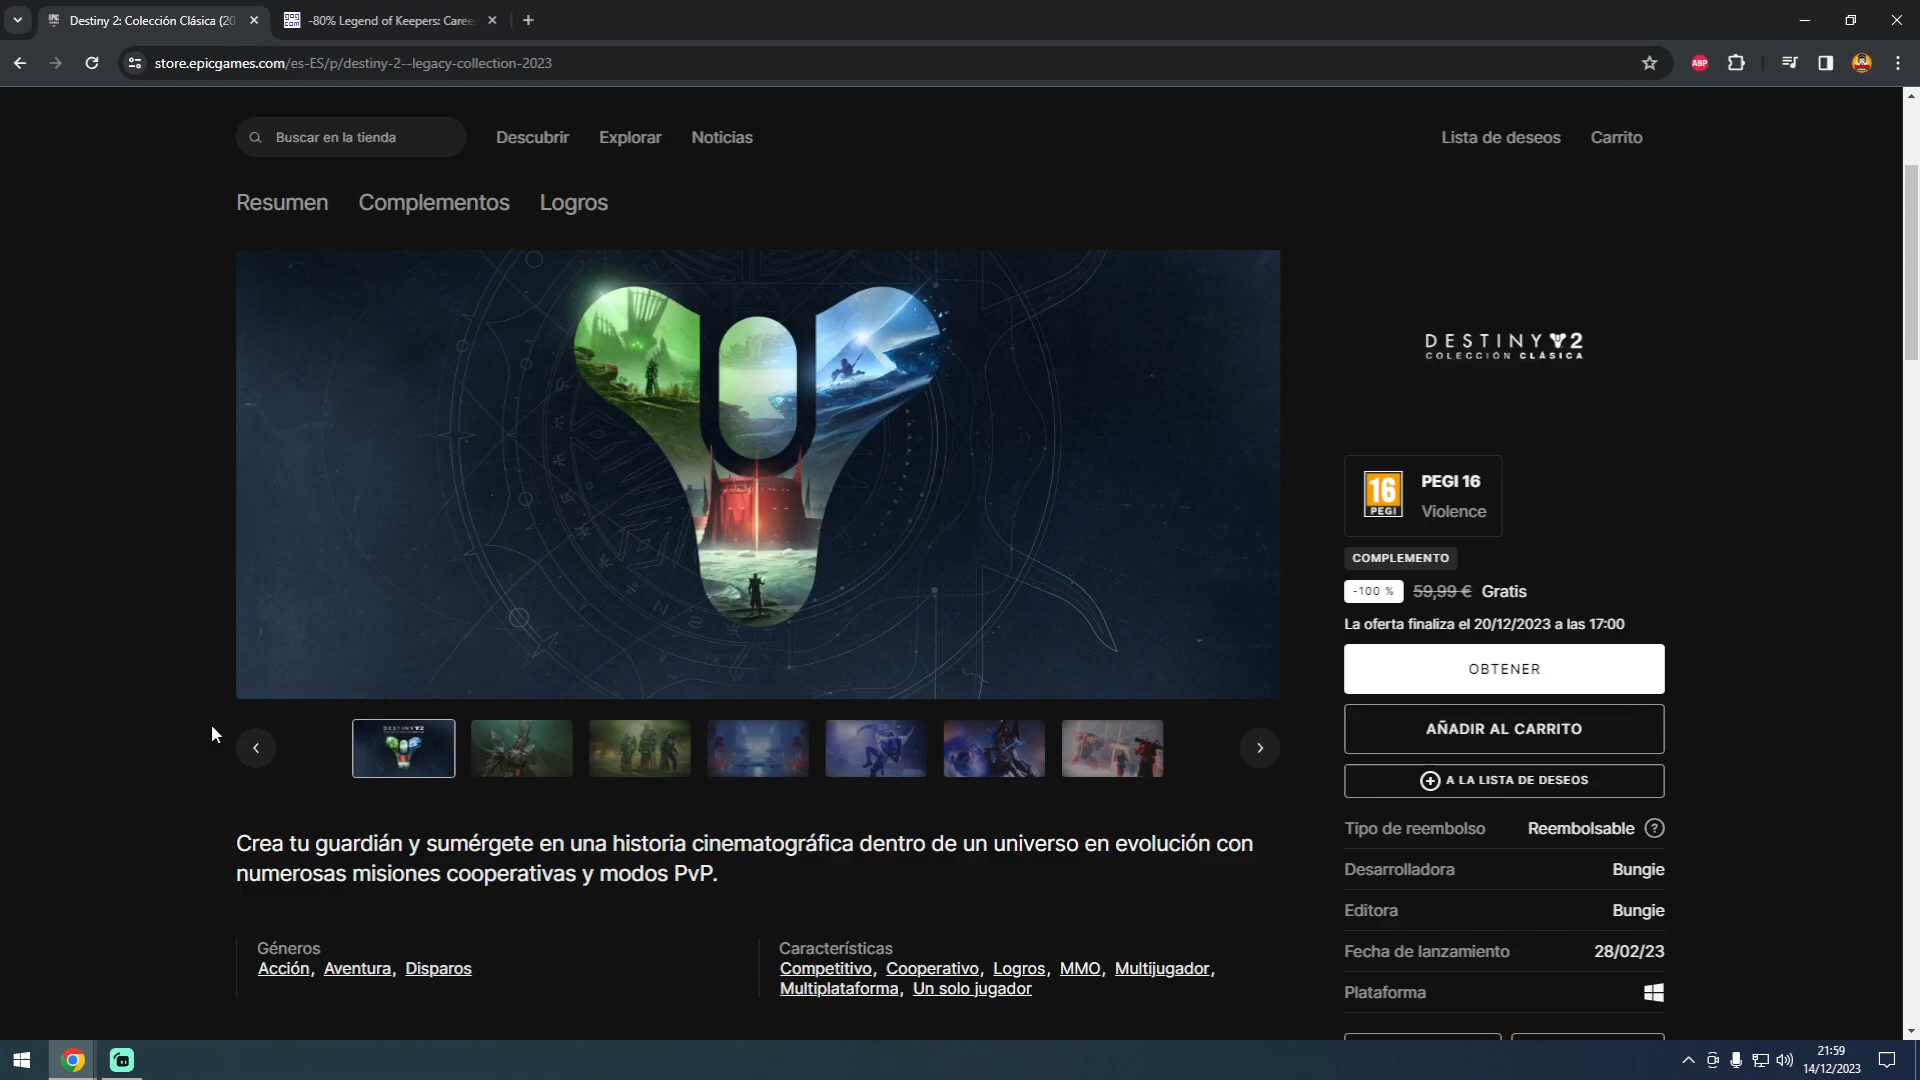 Destiny 2: Colección Clásica (20
-80% Legend of Keepers: Caree
store.epicgames.com/es-ES/p/destiny-2--legacy-collection-2023
ABP
Buscar en la tienda
Descubrir
Explorar
Noticias
Lista de deseos
Carrito
Resumen
Complementos
Logros
DESTINY 2
COLECCIÓN CLÁSICA
16
PEGI
PEGI 16
Violence
COMPLEMENTO
-100 % 59,99 € Gratis
La oferta finaliza el 20/12/2023 a las 17:00
OBTENER
AÑADIR AL CARRITO
A LA LISTA DE DESEOS
Tipo de reembolso Reembolsable ?
Desarrolladora Bungie
Editora Bungie
Fecha de lanzamiento 28/02/23
Plataforma
DESTINY 2
Crea tu guardián y sumérgete en una historia cinematográfica dentro de un universo en evolución con
numerosas misiones cooperativas y modos PvP.
Géneros
Acción, Aventura, Disparos
Características
Competitivo, Cooperativo, Logros, MMO, Multijugador,
Multiplataforma, Un solo jugador
21:59
14/12/2023